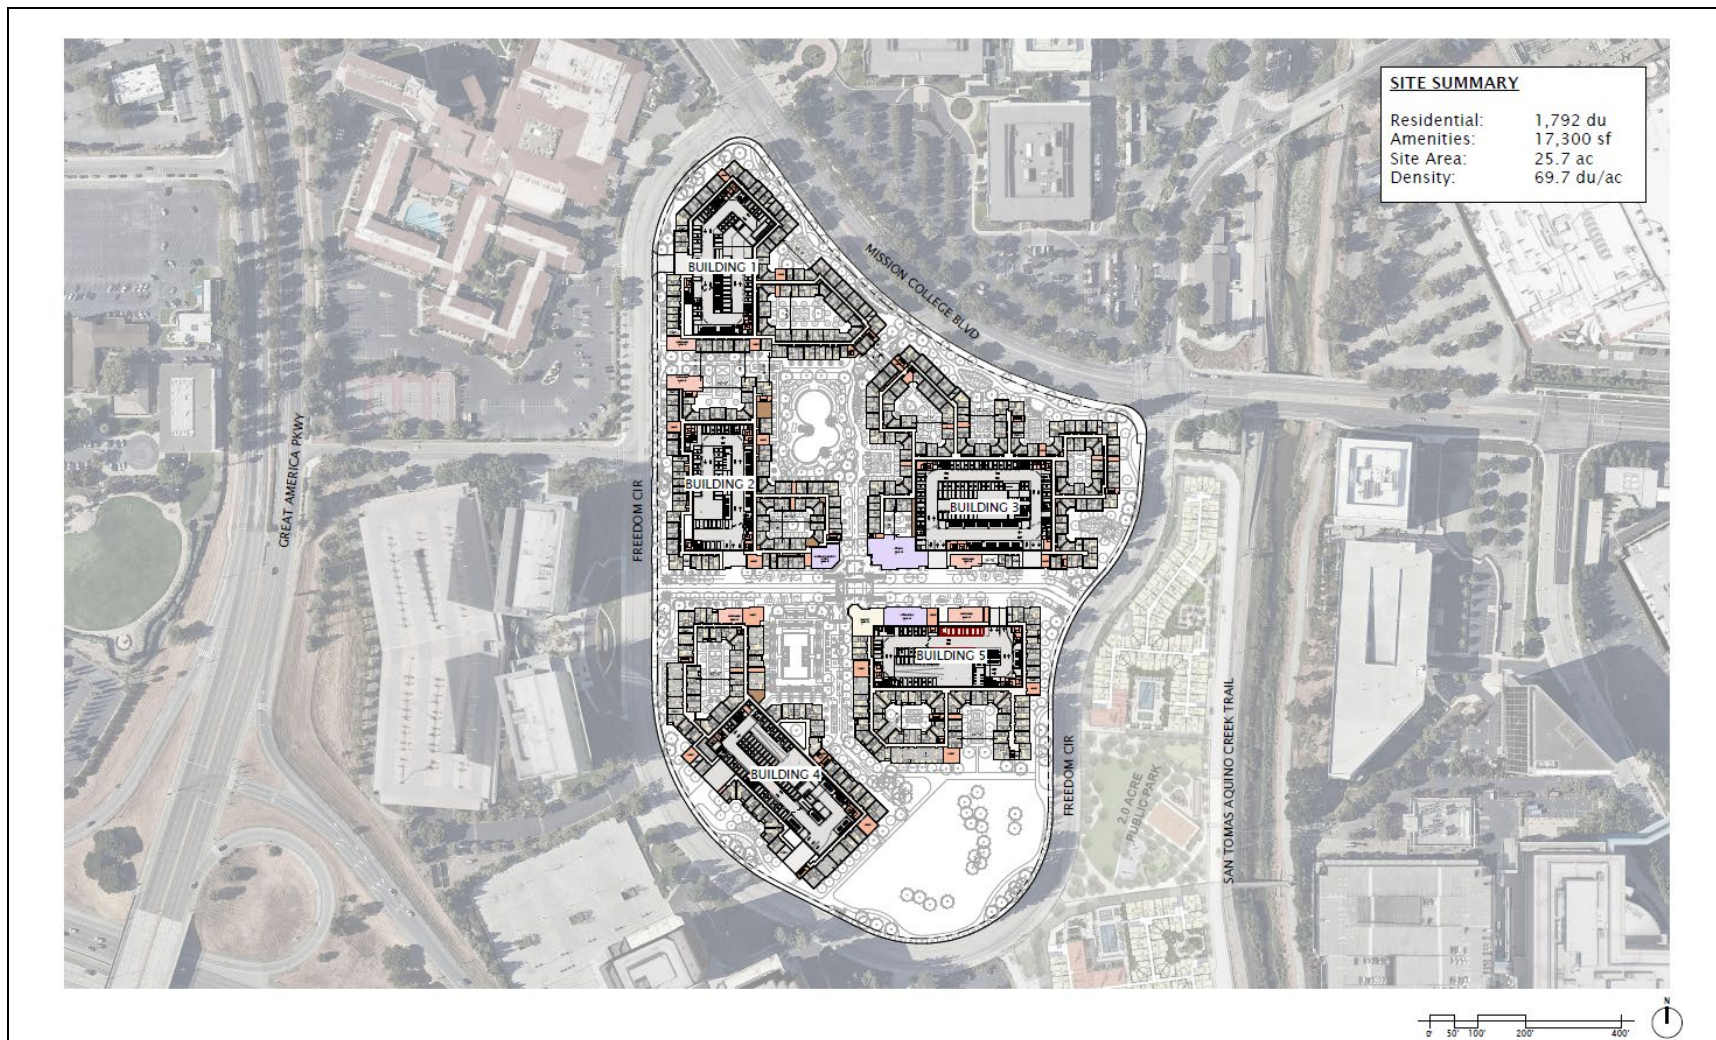 SITE SUMMARY
Residential: 1,792 du
Amenities: 17,300 sf
Site Area: 25.7 ac
Density: 69.7 du/ac
BUILDING 1
MISSION COLLEGE BLVD
GREAT AMERICA PKWY
FREEDOM CIR
BUILDING 2
BUILDING 3
BUILDING 5
BUILDING 4
FREEDOM CIR
2.0 ACRE
PUBLIC PARK
SAN TOMAS AQUINO CREEK TRAIL
N
0' 50' 100' 200' 400'